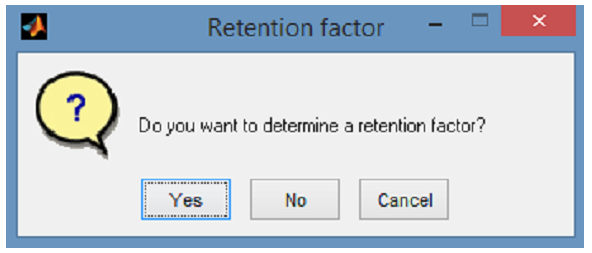 Retention factor
?
Do you want to determine a retention factor?
Yes No Cancel